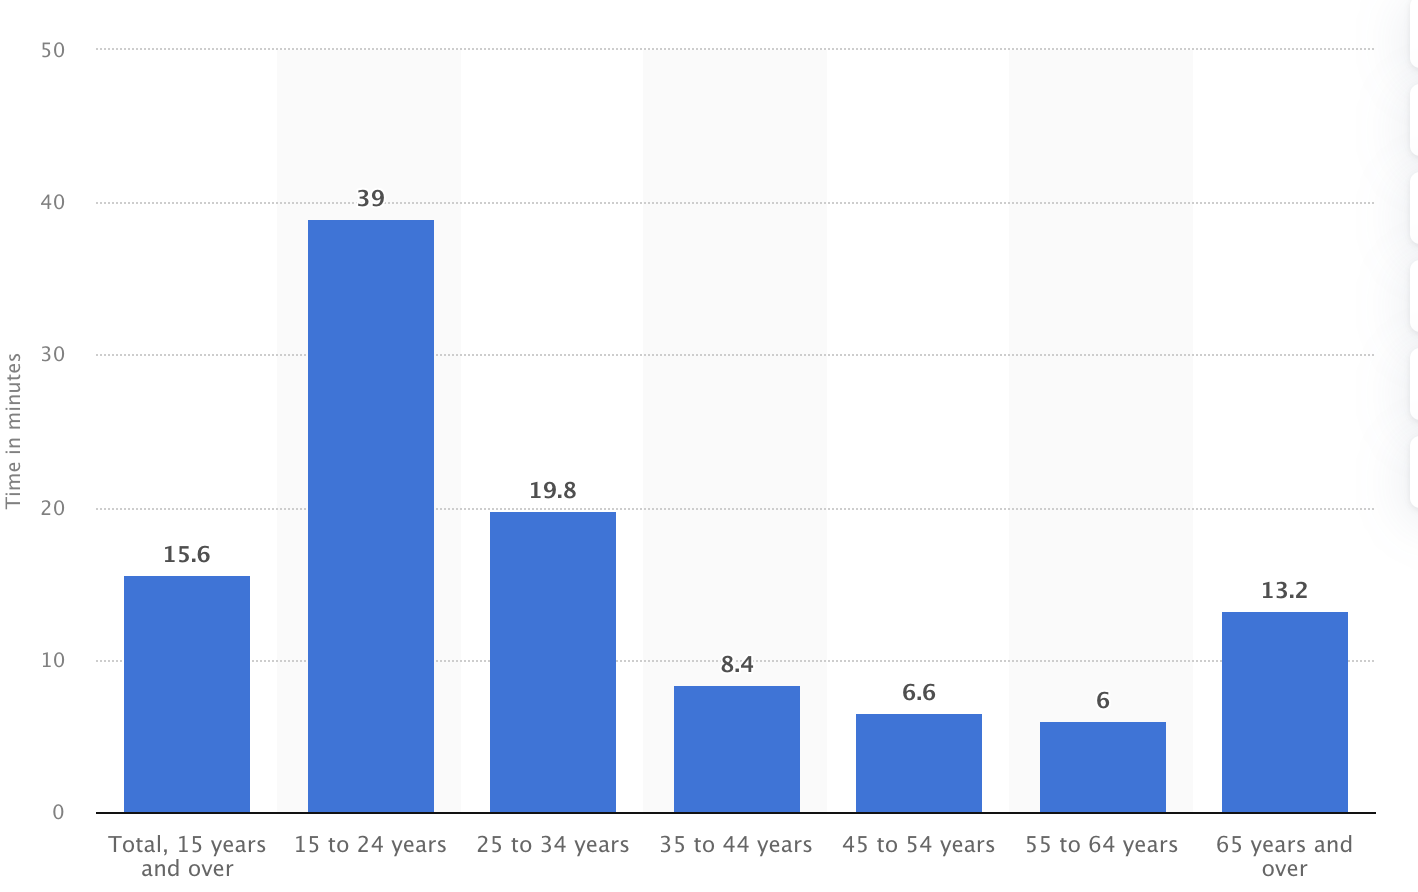 50
40
30
20
10
0
Time in minutes
15.6
39
19.8
8.4
6.6
6
13.2
Total, 15 years
and over
15 to 24 years
25 to 34 years
35 to 44 years
45 to 54 years
55 to 64 years
65 years and
over